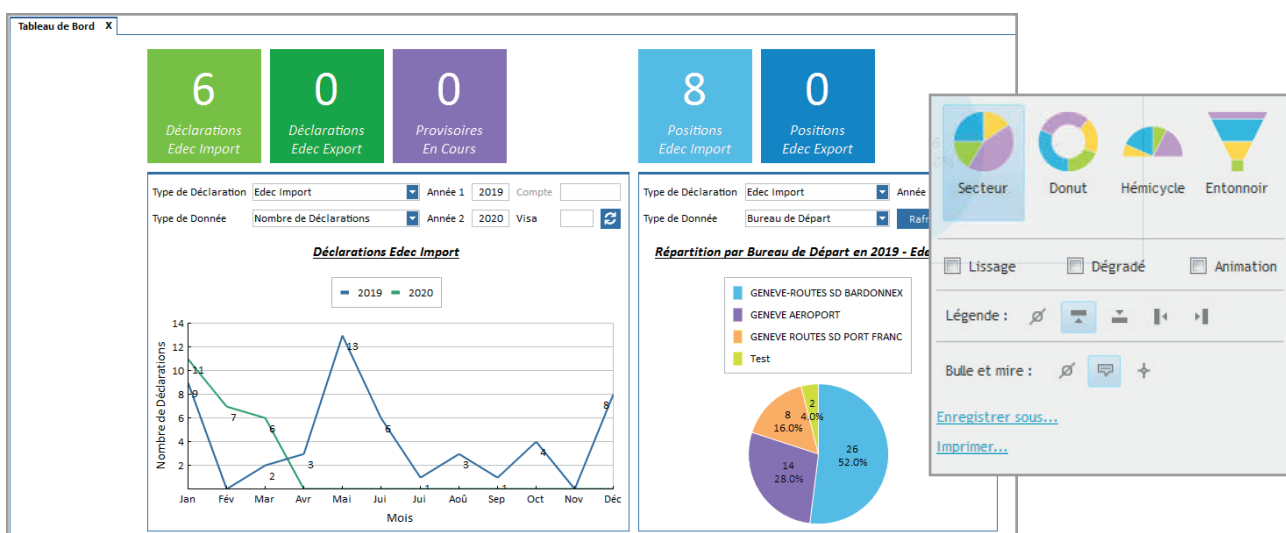 Tableau de Bord X
6
Déclarations
Edec Import
0
Déclarations
Edec Export
0
Provisoires
En Cours
8
Positions
Edec Import
0
Positions
Edec Export
Type de Déclaration Edec Import Année 1 2019 Compte
Type de Donnée Nombre de Déclarations Année 2 2020 Visa
Déclarations Edec Import
2019 2020
Nombre de Déclarations
14
12
10
8
6
4
2
11
9
7
6
2
3
13
6
1
3
1
4
8
Jan Fév Mar Avr Mai Jui Jui Aoû Sep Oct Nov Déc
Mois
Type de Déclaration Edec Import Année
Type de Donnée Bureau de Départ Rafr
Répartition par Bureau de Départ en 2019 - Ede
GENEVE-ROUTES SD BARDONNEX
GENEVE AEROPORT
GENEVE ROUTES SD PORT FRANC
Test
2
4.0%
8
16.0%
26
52.0%
14
28.0%
Secteur Donut Hémicycle Entonnoir
Lissage Dégradé Animation
Légende :
Bulle et mire :
Enregistrer sous...
Imprimer...